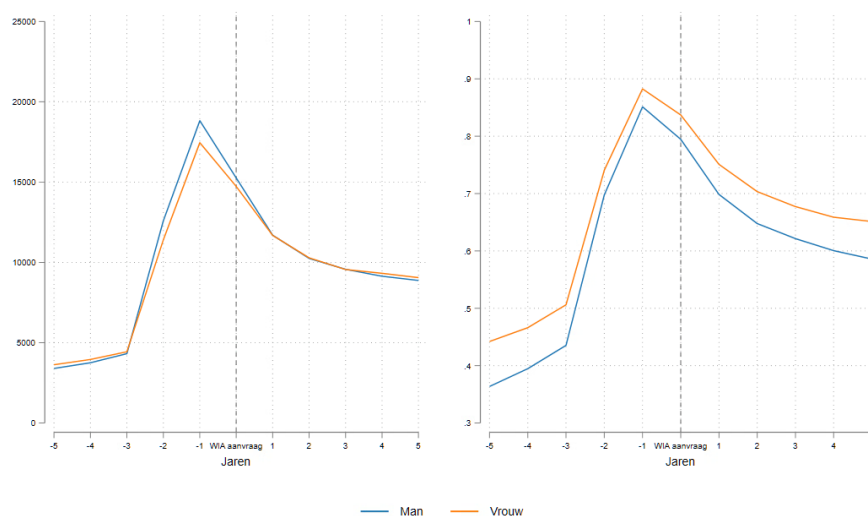 25000
20000
15000
10000
5000
0
-5 -4 -3 -2 -1 WIA aanvraag 1 2 3 4 5
Jaren
1
.9
.8
.7
.6
.5
.4
.3
-5 -4 -3 -2 -1 WIA aanvraag 1 2 3 4
Jaren
Man Vrouw